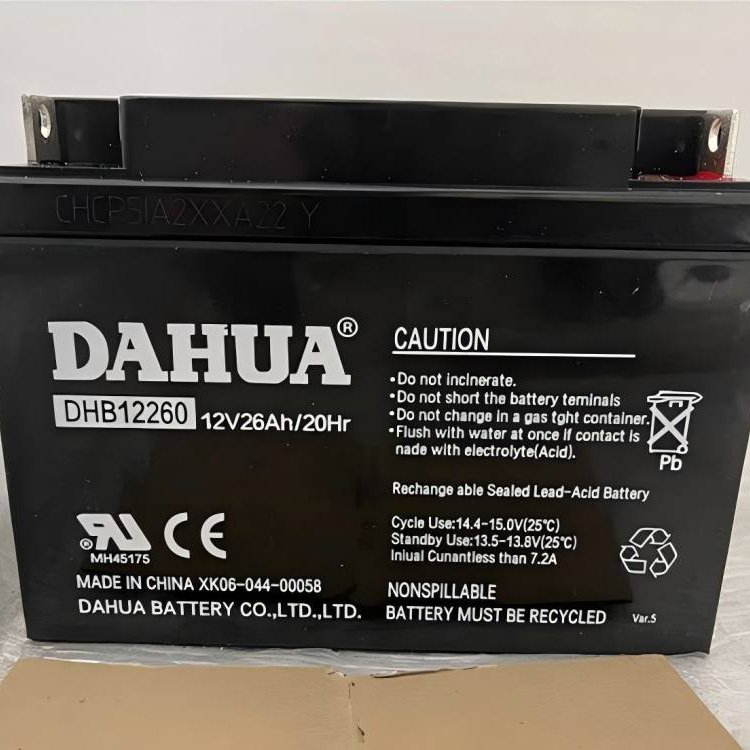 CHCP51A2XXA22 Y
DAHUA®
DHB12260 12V26Ah/20Hr
CAUTION
•Do not incinerate.
•Do not short the battery teminals
•Do not change in a gas tght container.
•Flush with water at once if contact is
nade with electrolyte(Acid).
Pb
Rechange able Sealed Lead-Acid Battery
Cycle Use:14.4-15.0V(25℃)
Standby Use:13.5-13.8V(25℃)
Iniual Cunantless than 7.2A
MH45175
CE
MADE IN CHINA XK06-044-00058
DAHUA BATTERY CO.,LTD.,LTD.
NONSPILLABLE
BATTERY MUST BE RECYCLED
Var.5